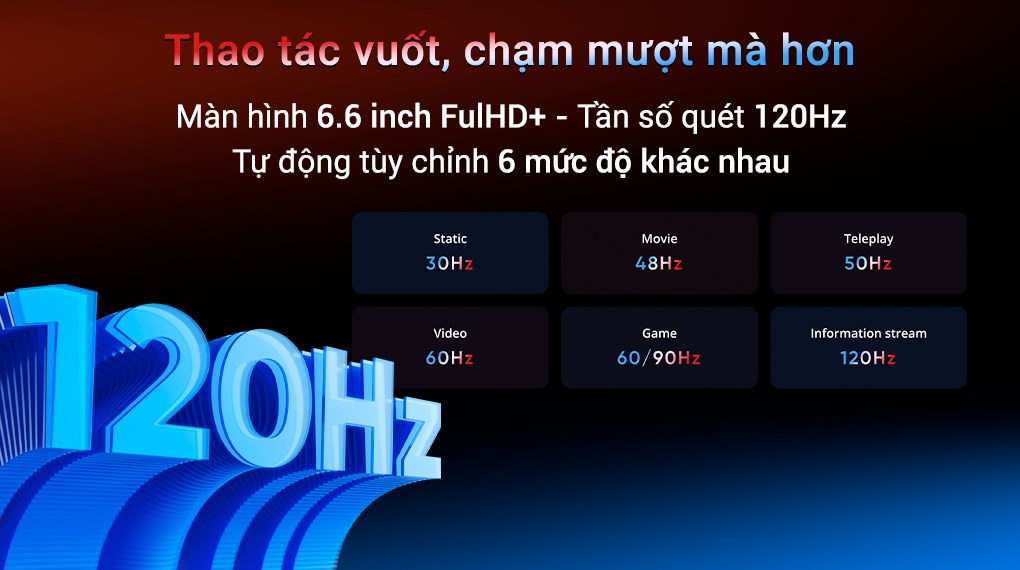 Thao tác vuốt, chạm mượt mà hơn
Màn hình 6.6 inch FulHD+ - Tần số quét 120Hz
Tự động tùy chỉnh 6 mức độ khác nhau
Static
30Hz
Movie
48Hz
Teleplay
50Hz
Video
60Hz
Game
60/90Hz
Information stream
120Hz
120Hz